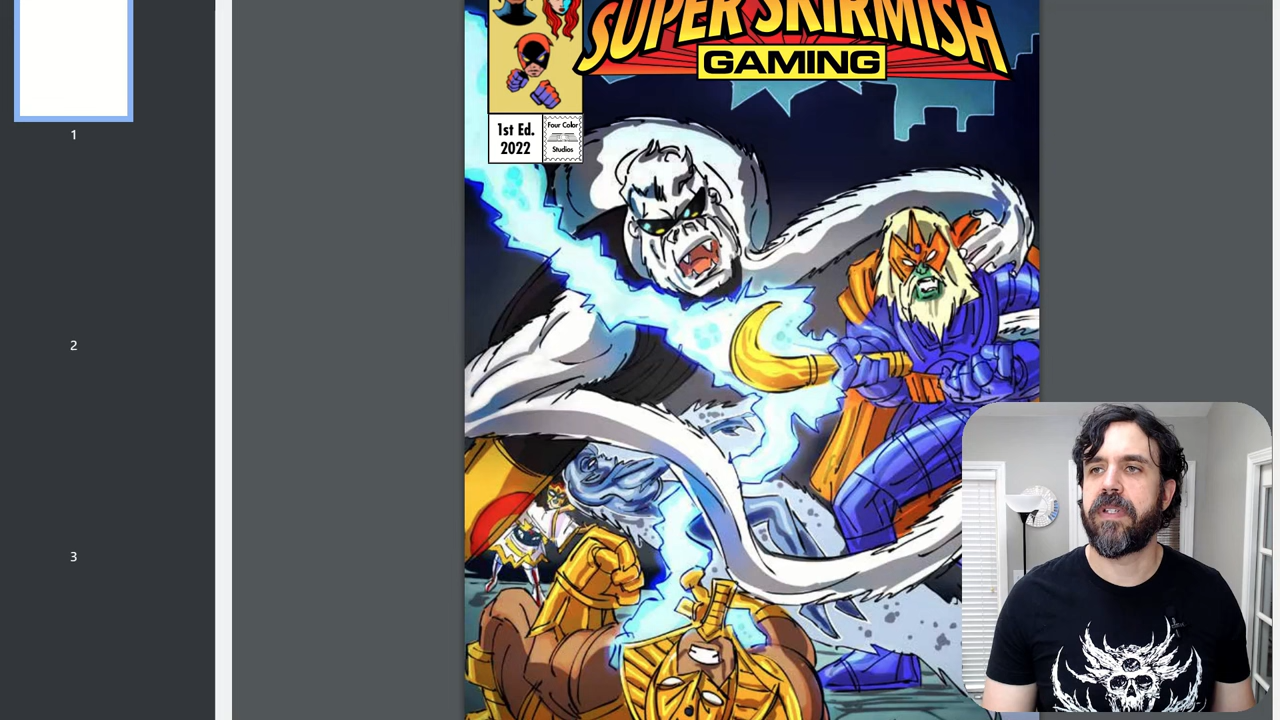 SUPER SKIRMISH
GAMING
1st Ed.
2022
Four Color
Studios
1
2
3